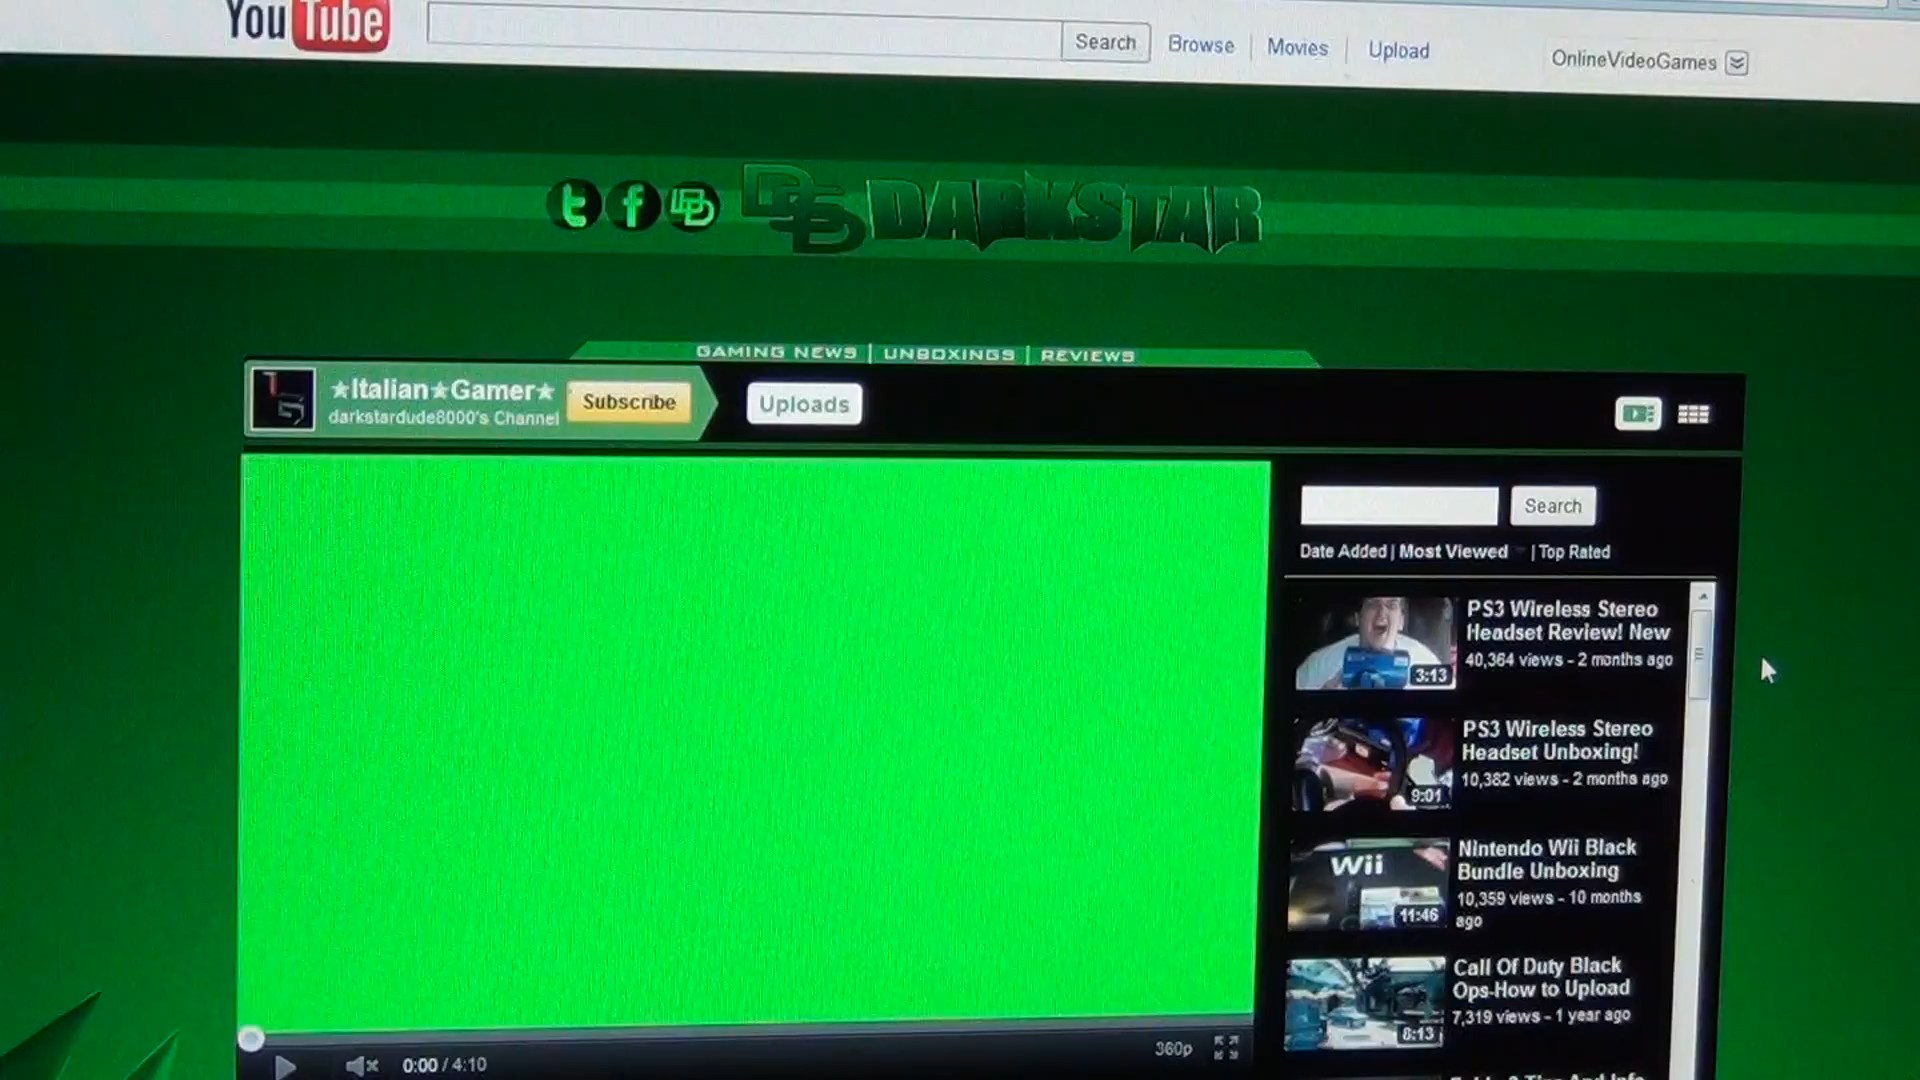 YouTube
Search
Browse
Movies
Upload
OnlineVideoGames
DARKSTAR
GAMING NEWS | UNBOXINGS | REVIEWS
★Italian★Gamer★
darkstardude8000's Channel
Subscribe
Uploads
Search
Date Added | Most Viewed | Top Rated
PS3 Wireless Stereo
Headset Review! New
40,364 views - 2 months ago
3:13
PS3 Wireless Stereo
Headset Unboxing!
10,382 views - 2 months ago
9:01
Wii
Nintendo Wii Black
Bundle Unboxing
10,359 views - 10 months
ago
11:46
Call Of Duty Black
Ops-How to Upload
7,319 views - 1 year ago
8:13
0:00 / 4:10
360p